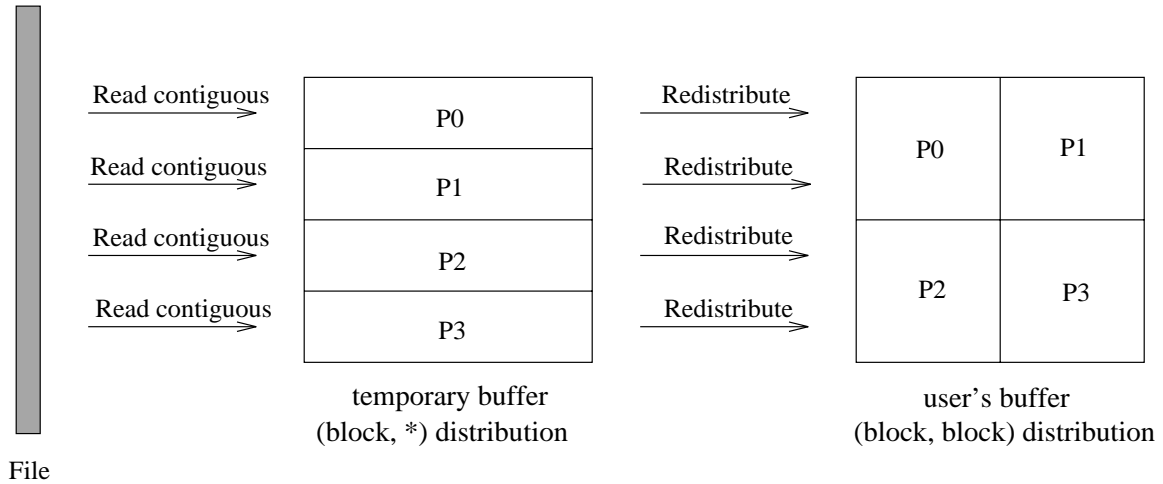 Read contiguous
Read contiguous
Read contiguous
Read contiguous
P0
P1
P2
P3
temporary buffer
(block, *) distribution
Redistribute
Redistribute
Redistribute
Redistribute
P0 P1
P2 P3
user's buffer
(block, block) distribution
File